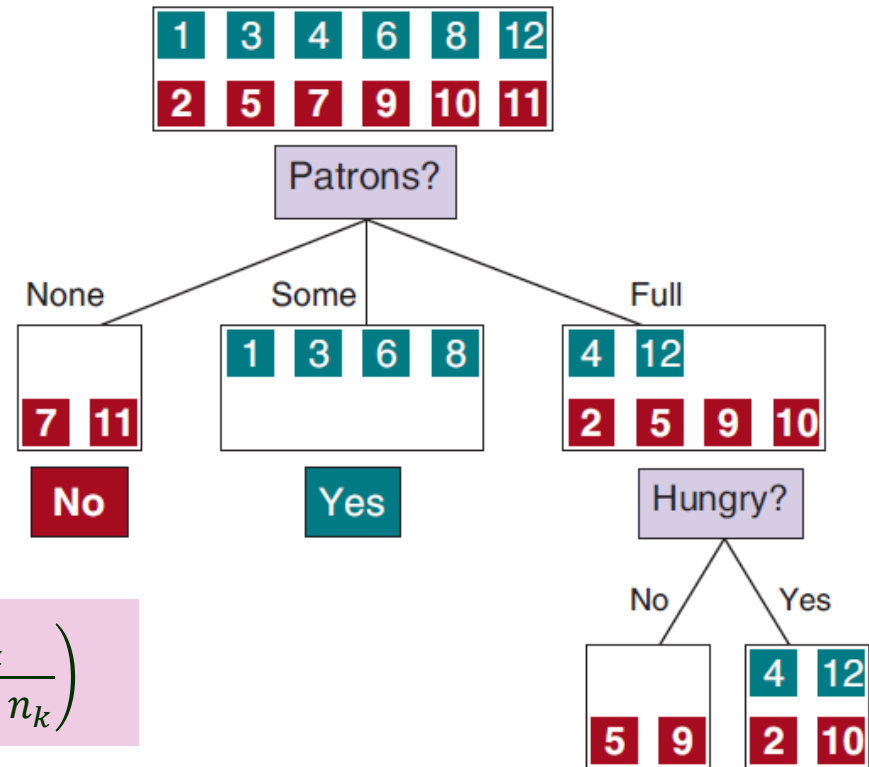 1 3 4 6 8 12
2 5 7 9 10 11
Patrons?
None Some Full
1 3 6 8 4 12
7 11 2 5 9 10
No Yes Hungry?
No Yes
n_k )
4 12
5 9 2 10